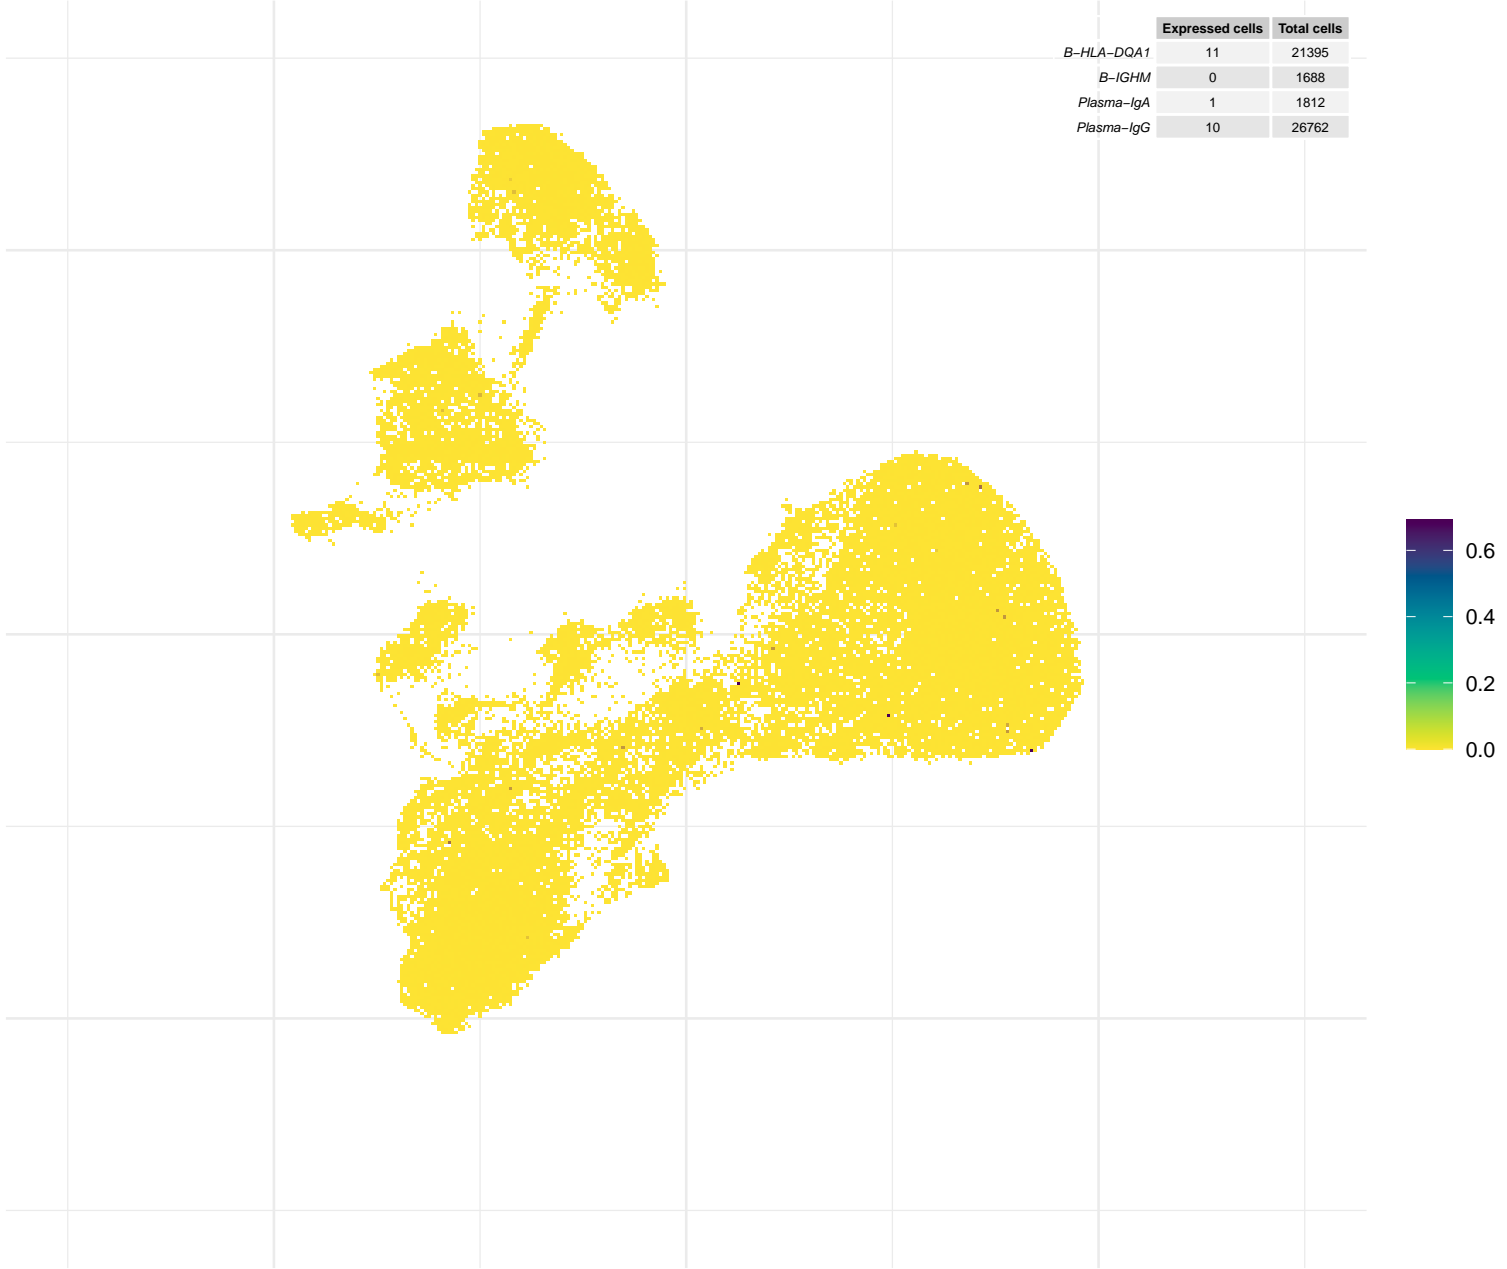 Expressed cells Total cells
B−HLA−DQA1 11 21395
B−IGHM 0 1688
Plasma−IgA 1 1812
Plasma−IgG 10 26762
0.6
0.4
0.2
0.0